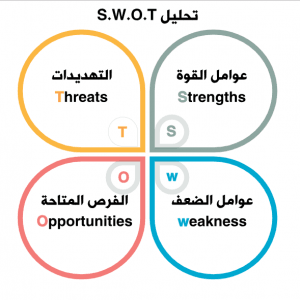 تحليل S.W.O.T
عوامل القوة
Strengths
S
التهديدات
Threats
T
عوامل الضعف
weakness
w
الفرص المتاحة
Opportunities
O